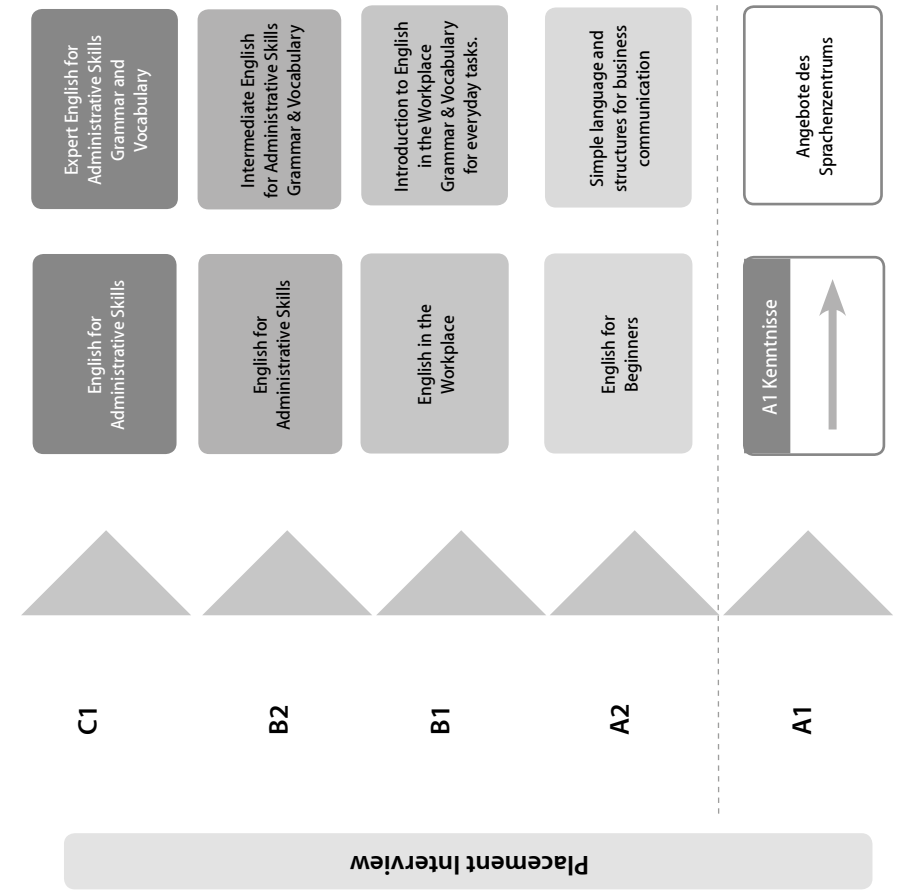 Placement Interview
C1
English for
Administrative Skills
Expert English for
Administrative Skills
Grammar and
Vocabulary
B2
English for
Administrative Skills
Intermediate English
for Administrative Skills
Grammar & Vocabulary
B1
English in the
Workplace
Introduction to English
in the Workplace
Grammar & Vocabulary
for everyday tasks.
A2
English for
Beginners
Simple language and
structures for business
communication
A1
A1 Kenntnisse
Angebote des
Sprachenzentrums